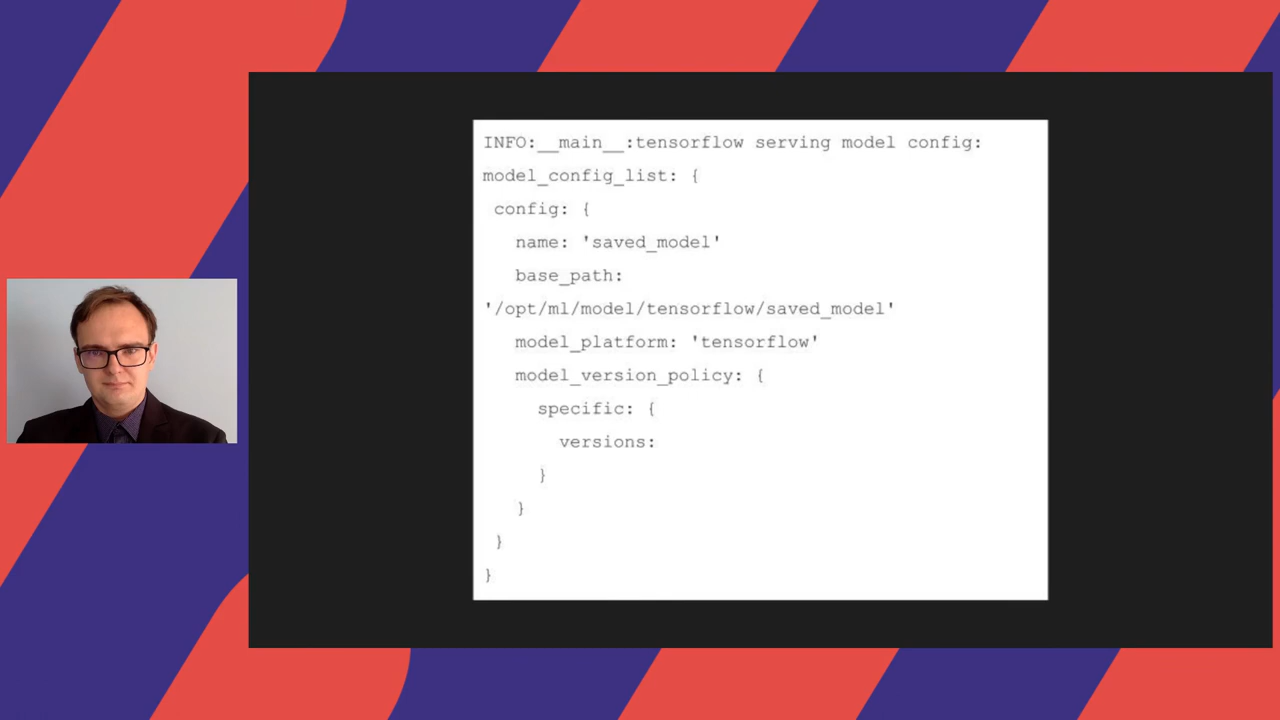 INFO:__main__:tensorflow serving model config:
model_config_list: {
config: {
name: 'saved_model'
base_path:
'/opt/ml/model/tensorflow/saved_model'
model_platform: 'tensorflow'
model_version_policy: {
specific: {
versions:
}
}
}
}